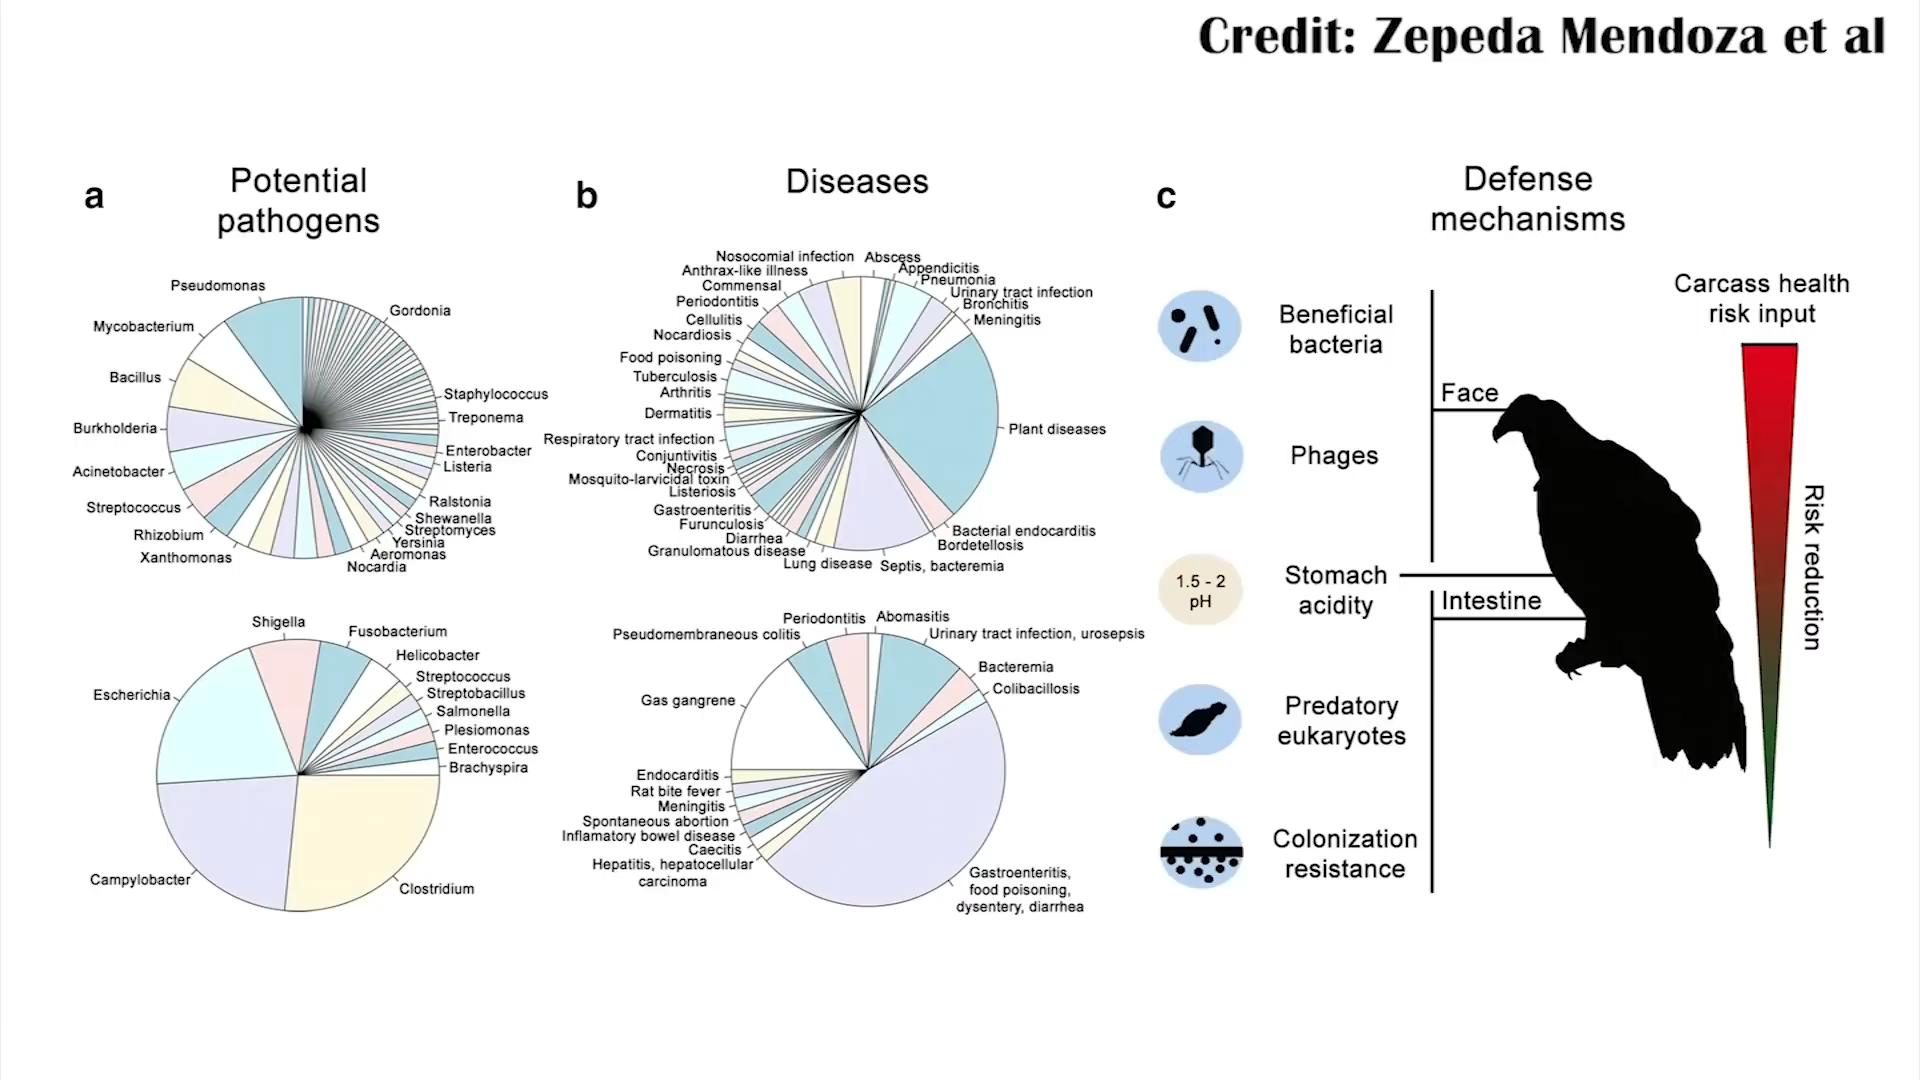 Credit: Zepeda Mendoza et al
a
Potential
pathogens
Pseudomonas
Mycobacterium
Bacillus
Burkholderia
Acinetobacter
Streptococcus
Rhizobium
Xanthomonas
Gordonia
Staphylococcus
Treponema
Enterobacter
Listeria
Ralstonia
Shewanella
Streptomyces
Yersinia
Aeromonas
Nocardia
Shigella
Fusobacterium
Helicobacter
Streptococcus
Streptobacillus
Salmonella
Plesiomonas
Enterococcus
Brachyspira
Escherichia
Campylobacter
Clostridium
b
Diseases
Nosocomial infection
Anthrax-like illness
Commensal
Periodontitis
Cellulitis
Nocardiosis
Food poisoning
Tuberculosis
Arthritis
Dermatitis
Respiratory tract infection
Conjuntivitis
Necrosis
Mosquito-larvicidal toxin
Listeriosis
Gastroenteritis
Furunculosis
Diarrhea
Granulomatous disease
Lung disease
Septis, bacteremia
Abscess
Appendicitis
Pneumonia
Urinary tract infection
Bronchitis
Meningitis
Plant diseases
Bacterial endocarditis
Bordetellosis
Periodontitis
Pseudomembraneous colitis
Gas gangrene
Abomasitis
Urinary tract infection, urosepsis
Bacteremia
Colibacillosis
Endocarditis
Rat bite fever
Meningitis
Spontaneous abortion
Inflamatory bowel disease
Caecitis
Hepatitis, hepatocellular
carcinoma
Gastroenteritis,
food poisoning,
dysentery, diarrhea
c
Defense
mechanisms
Beneficial
bacteria
Phages
1.5 - 2
pH
Stomach
acidity
Predatory
eukaryotes
Colonization
resistance
Face
Intestine
Carcass health
risk input
Risk reduction